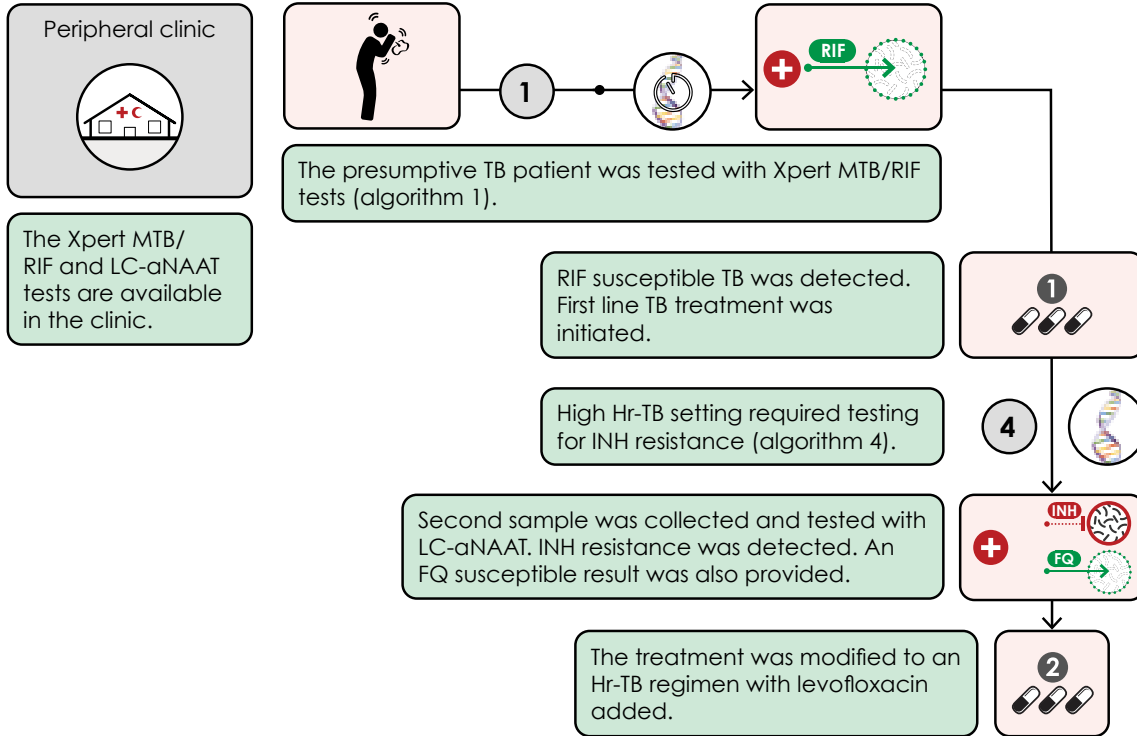 Peripheral clinic
The Xpert MTB/
RIF and LC-aNAAT
tests are available
in the clinic.
1
RIF
The presumptive TB patient was tested with Xpert MTB/RIF
tests (algorithm 1).
RIF susceptible TB was detected.
First line TB treatment was
initiated.
1
High Hr-TB setting required testing
for INH resistance (algorithm 4).
4
Second sample was collected and tested with
LC-aNAAT. INH resistance was detected. An
FQ susceptible result was also provided.
INH
FQ
The treatment was modified to an
Hr-TB regimen with levofloxacin
added.
2